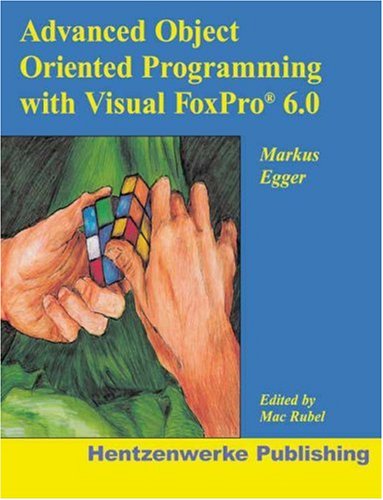 Advanced Object
Oriented Programming
with Visual FoxPro® 6.0
Markus
Egger
Edited by
Mac Rubel
Hentzenwerke Publishing